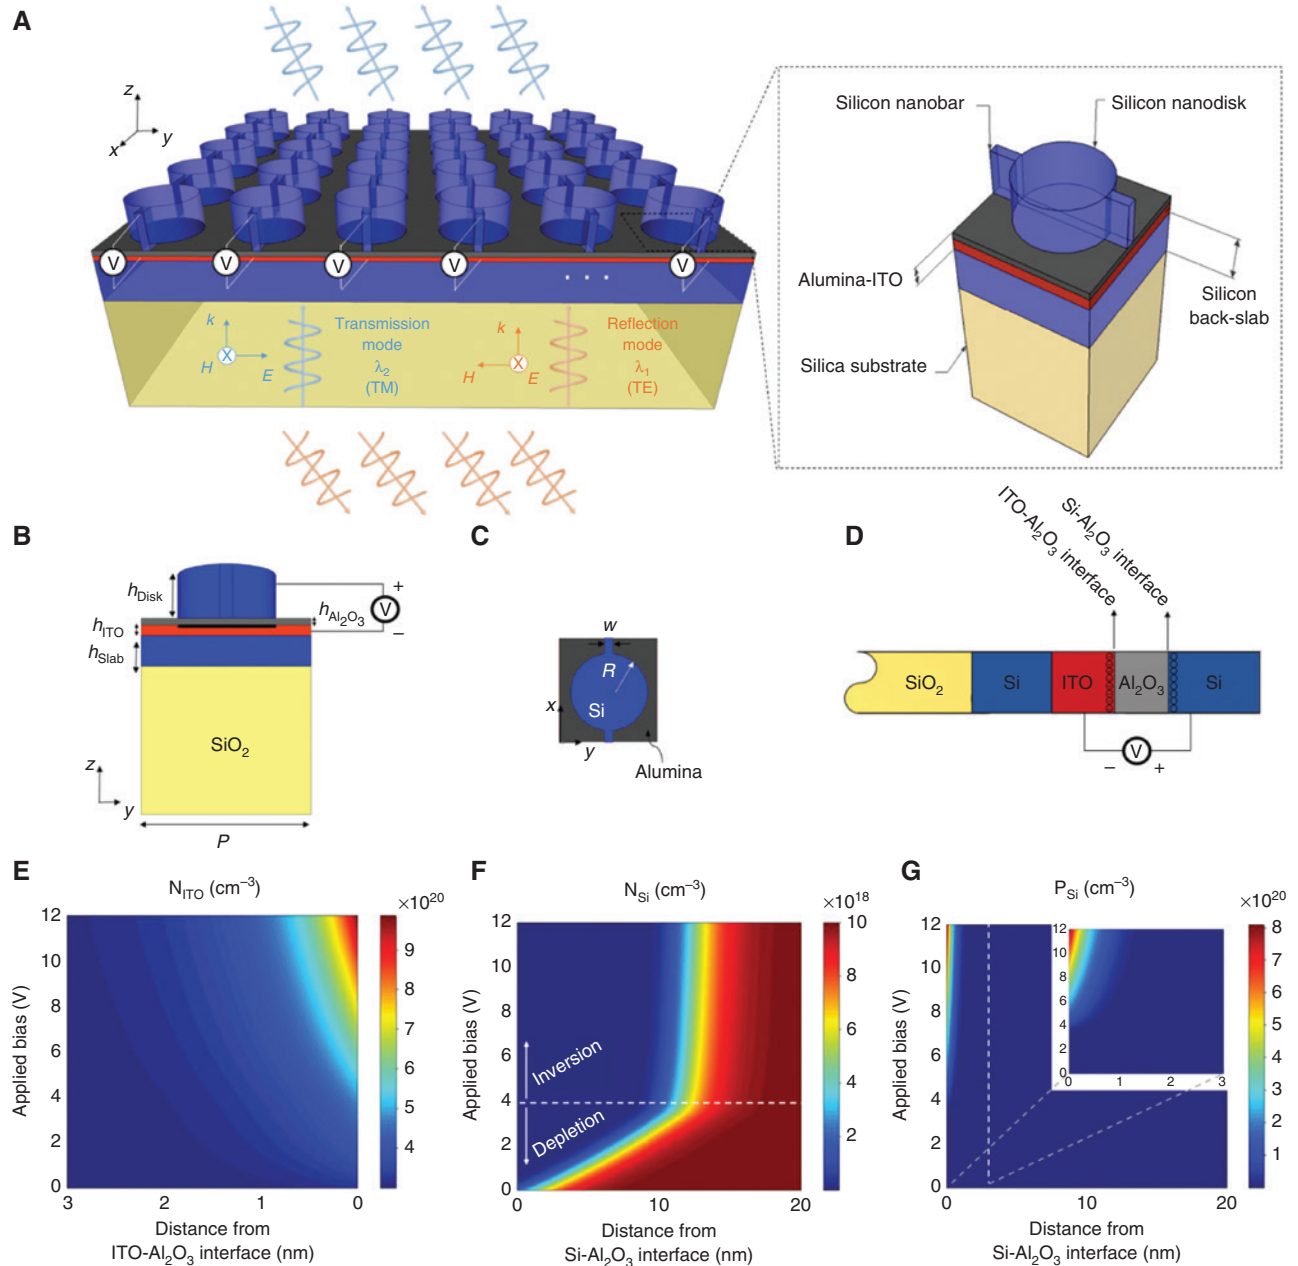 A
z
y
x
V
V
V
V
V
. . .
k
H
E
Transmission
mode
λ₂
(TM)
k
H
E
Reflection
mode
λ₁
(TE)
X
X
Silicon nanobar
Silicon nanodisk
Alumina-ITO
Silicon
back-slab
Silica substrate
B
hDisk
hITO
hSlab
hAl₂O₃
+
V
−
SiO₂
z
y
P
C
w
R
Si
x
y
Alumina
D
ITO-Al₂O₃ interface
Si-Al₂O₃ interface
SiO₂
Si
ITO
Al₂O₃
Si
− V +
E
N_ITO (cm⁻³)
×10²⁰
12
10
8
6
4
2
0
3 2 1 0
9
8
7
6
5
4
Applied bias (V)
Distance from
ITO-Al₂O₃ interface (nm)
F
N_Si (cm⁻³)
×10¹⁸
12
10
8
6
4
2
0
0 10 20
10
8
6
4
2
Inversion
Depletion
Applied bias (V)
Distance from
Si-Al₂O₃ interface (nm)
G
P_Si (cm⁻³)
×10²⁰
12
10
8
6
4
2
0
0 10 20
12
10
8
6
4
2
0
0 1 2 3
8
7
6
5
4
3
2
1
Applied bias (V)
Distance from
Si-Al₂O₃ interface (nm)